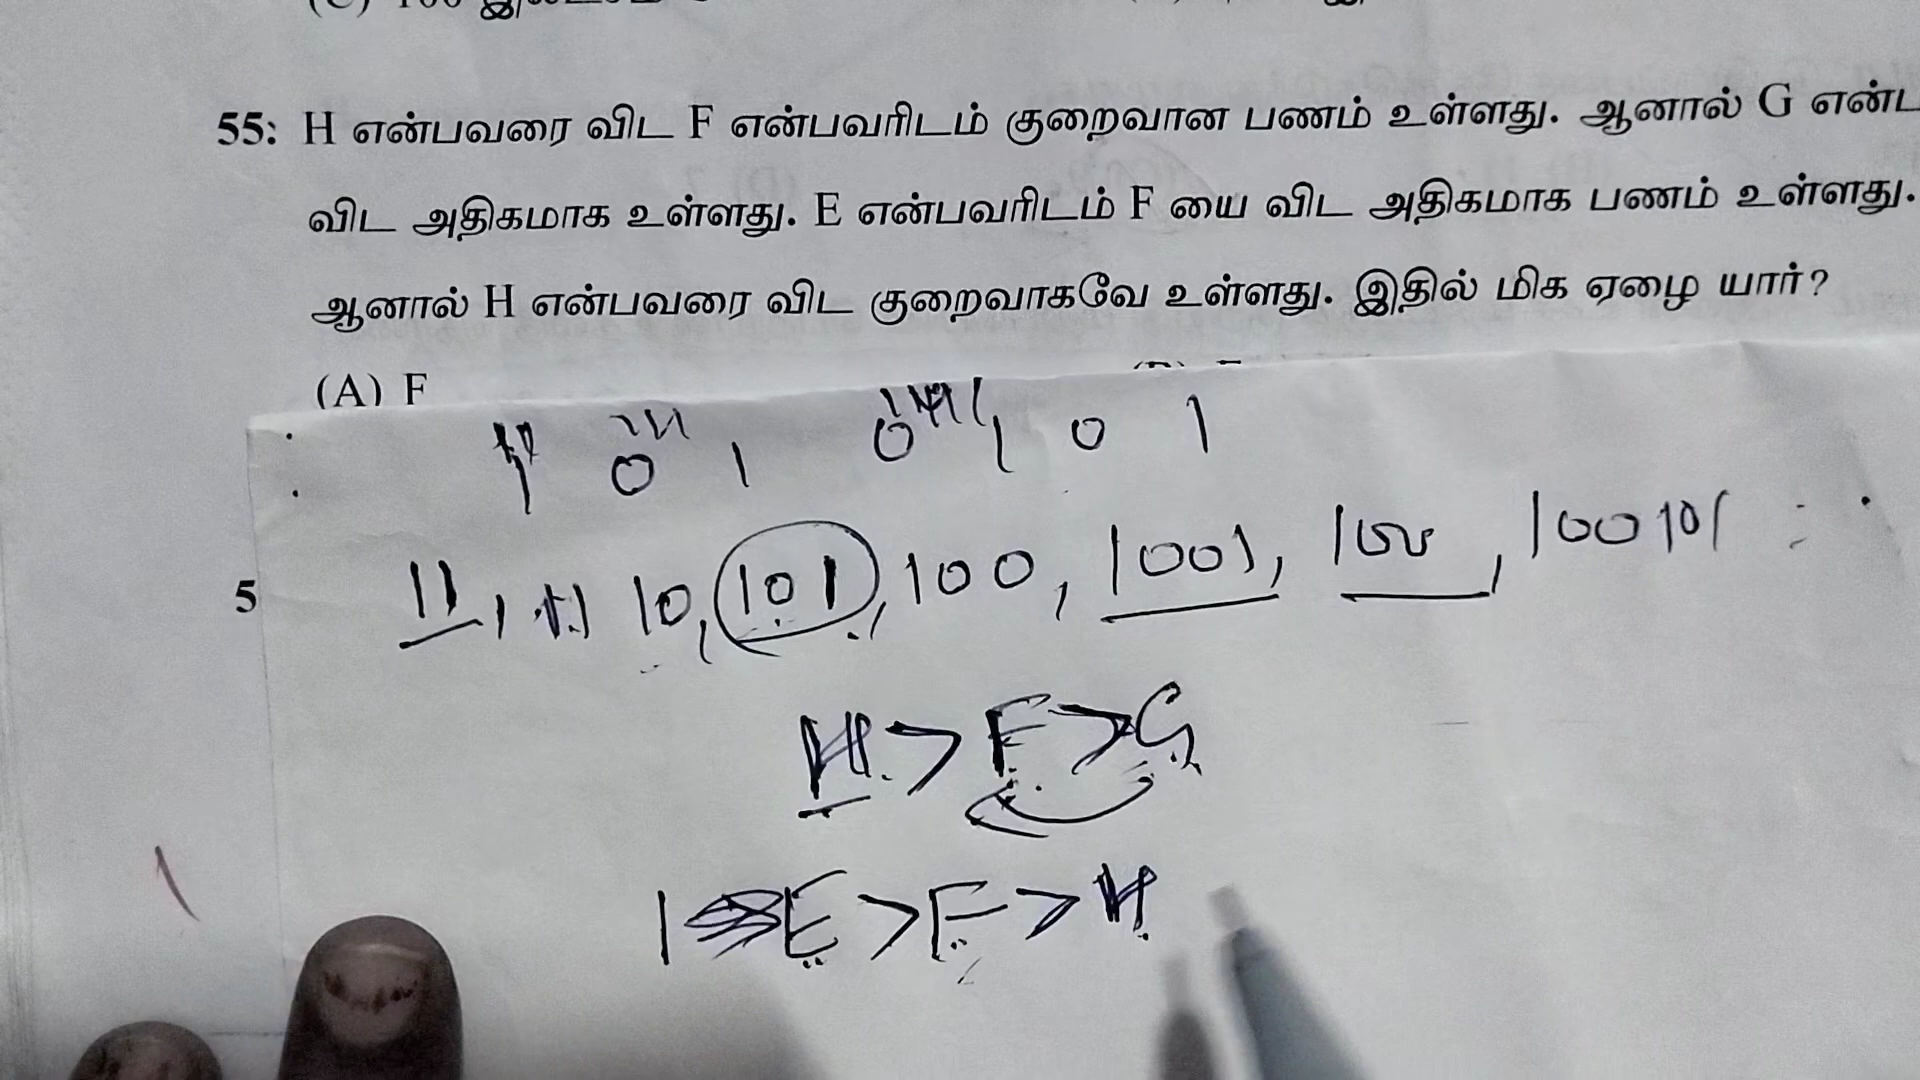 55: H என்பவரை விட F என்பவரிடம் குறைவான பணம் உள்ளது. ஆனால் G
விட அதிகமாக உள்ளது. E என்பவரிடம் F யை விட அதிகமாக பணம் உள்ளது.
ஆனால் H என்பவரை விட குறைவாகவே உள்ளது. இதில் மிக ஏழை யார்?
(A) F
0 1 0 1 0 1
5
11, 10, 101, 100, 1001, 100101
H > F > G
E > F > H